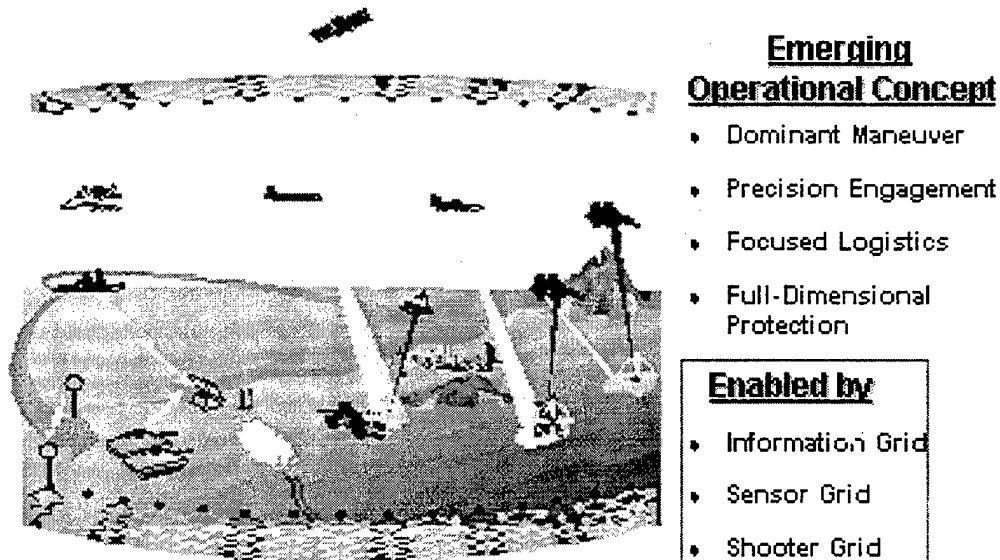 Emerging
Operational Concept
• Dominant Maneuver
• Precision Engagement
• Focused Logistics
• Full-Dimensional
Protection
Enabled by
• Information Grid
• Sensor Grid
• Shooter Grid